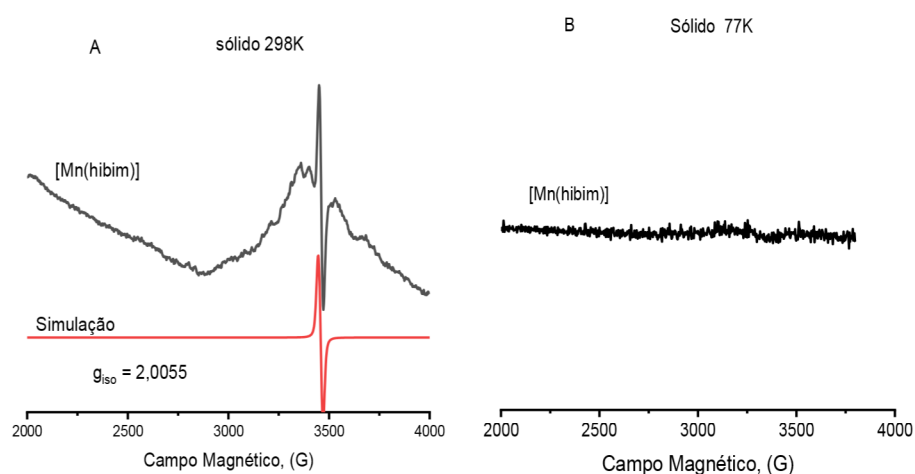 A
sólido 298K
[Mn(hibim)]
Simulação
g_iso = 2,0055
2000 2500 3000 3500 4000
Campo Magnético, (G)
B
Sólido 77K
[Mn(hibim)]
2000 2500 3000 3500 4000
Campo Magnético, (G)